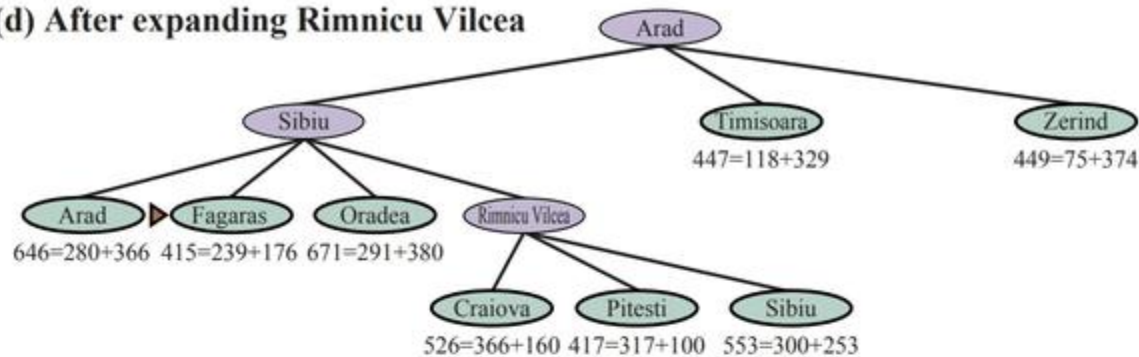 (d) After expanding Rimnicu Vilcea
Arad
Sibiu
Timisoara
Zerind
447=118+329
449=75+374
Arad
Fagaras
Oradea
Rimnicu Vilcea
646=280+366
415=239+176
671=291+380
Craiova
Pitesti
Sibiu
526=366+160
417=317+100
553=300+253